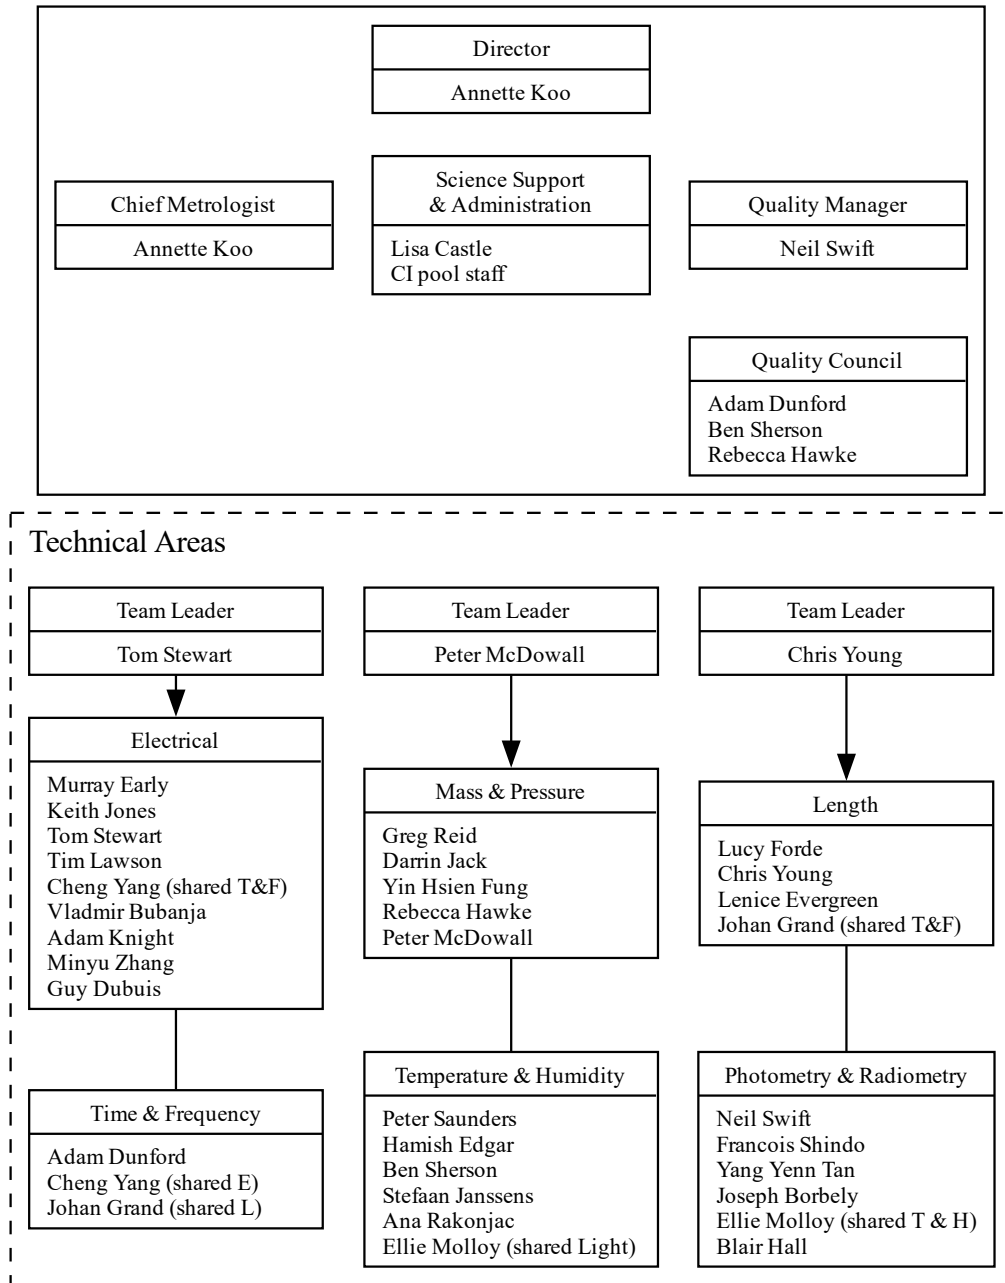 Director
Annette Koo
Chief Metrologist
Annette Koo
Science Support
& Administration
Lisa Castle
CI pool staff
Quality Manager
Neil Swift
Quality Council
Adam Dunford
Ben Sherson
Rebecca Hawke
Technical Areas
Team Leader
Tom Stewart
Electrical
Murray Early
Keith Jones
Tom Stewart
Tim Lawson
Cheng Yang (shared T&F)
Vladmir Bubanja
Adam Knight
Minyu Zhang
Guy Dubuis
Time & Frequency
Adam Dunford
Cheng Yang (shared E)
Johan Grand (shared L)
Team Leader
Peter McDowall
Mass & Pressure
Greg Reid
Darrin Jack
Yin Hsien Fung
Rebecca Hawke
Peter McDowall
Temperature & Humidity
Peter Saunders
Hamish Edgar
Ben Sherson
Stefaan Janssens
Ana Rakonjac
Ellie Molloy (shared Light)
Team Leader
Chris Young
Length
Lucy Forde
Chris Young
Lenice Evergreen
Johan Grand (shared T&F)
Photometry & Radiometry
Neil Swift
Francois Shindo
Yang Yenn Tan
Joseph Borbely
Ellie Molloy (shared T & H)
Blair Hall